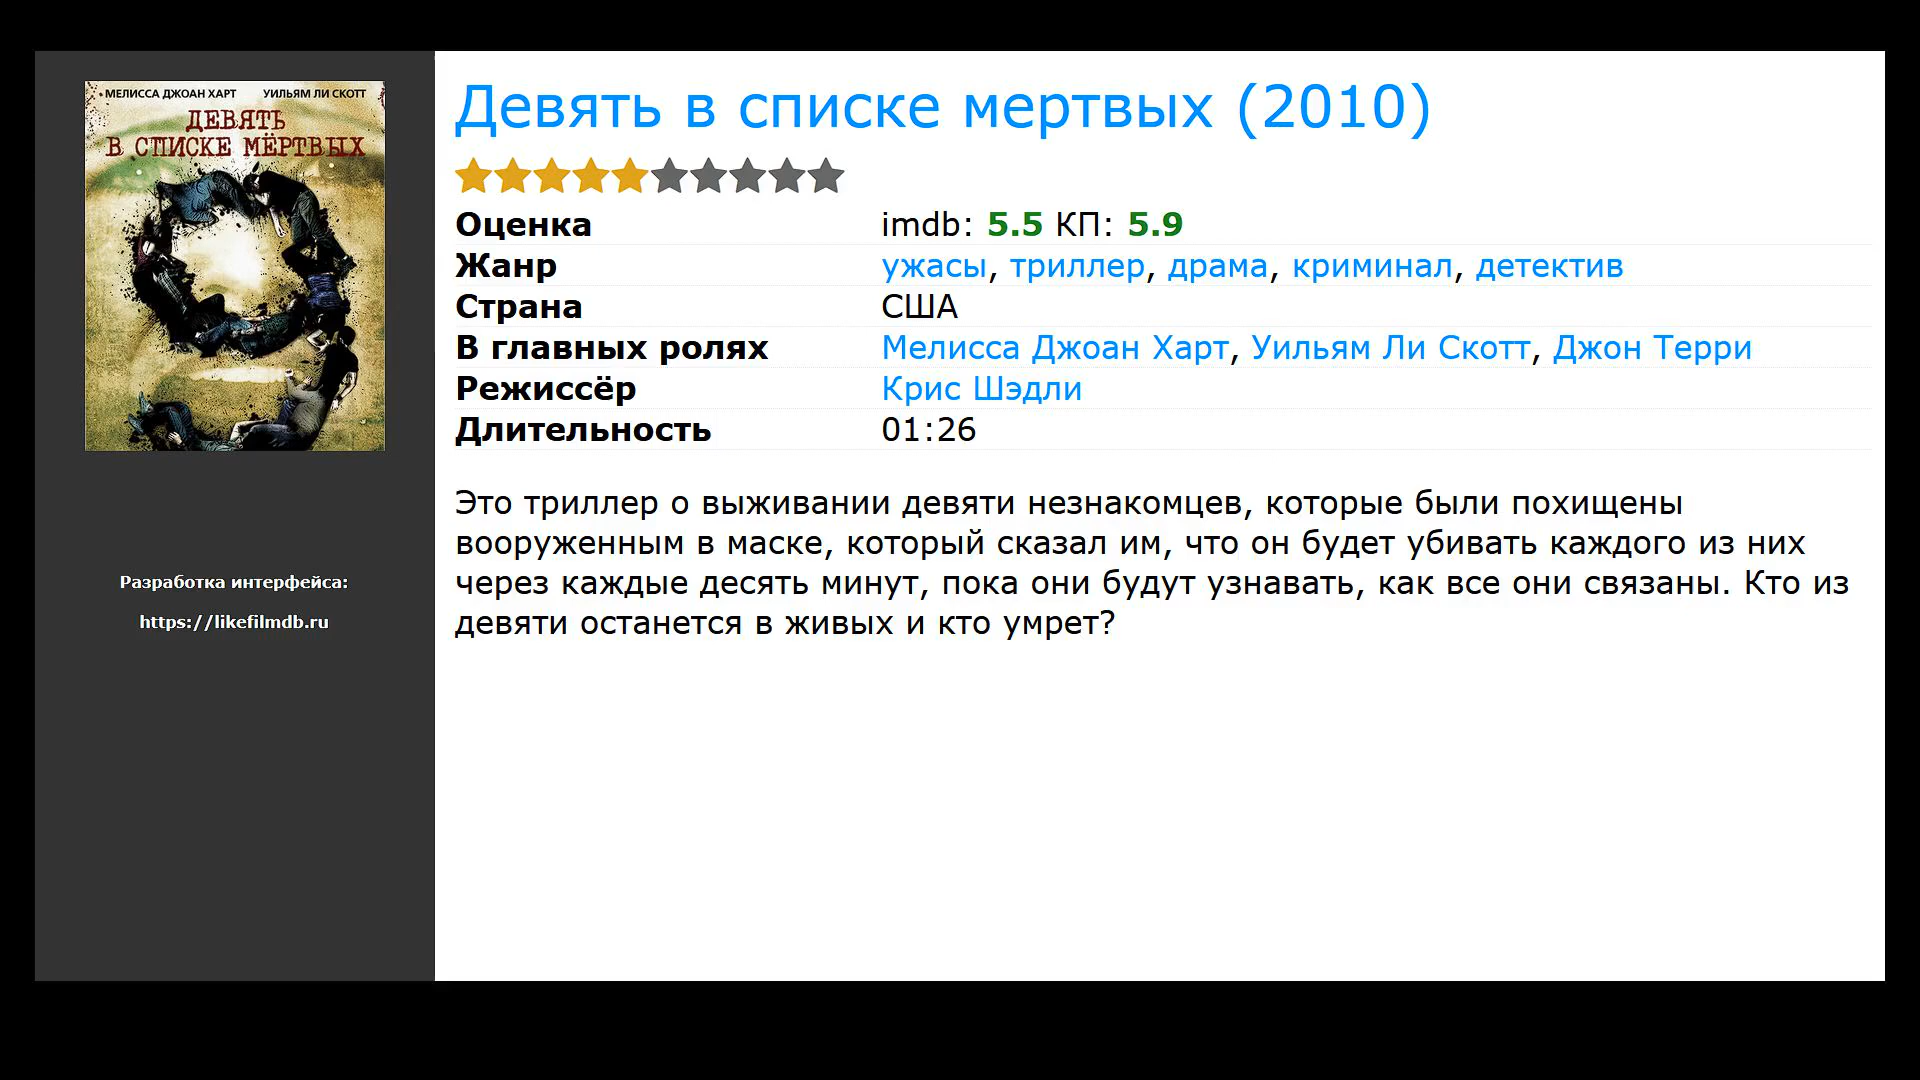 МЕЛИССА ДЖОАН ХАРТ УИЛЬЯМ ЛИ СКОТТ
ДЕВЯТЬ
В СПИСКЕ МЁРТВЫХ
Разработка интерфейса:
https://likefilmdb.ru
Девять в списке мертвых (2010)
Оценка imdb: 5.5 КП: 5.9
Жанр ужасы, триллер, драма, криминал, детектив
Страна США
В главных ролях Мелисса Джоан Харт, Уильям Ли Скотт, Джон Терри
Режиссёр Крис Шэдли
Длительность 01:26
Это триллер о выживании девяти незнакомцев, которые были похищены
вооруженным в маске, который сказал им, что он будет убивать каждого из них
через каждые десять минут, пока они будут узнавать, как все они связаны. Кто из
девяти останется в живых и кто умрет?